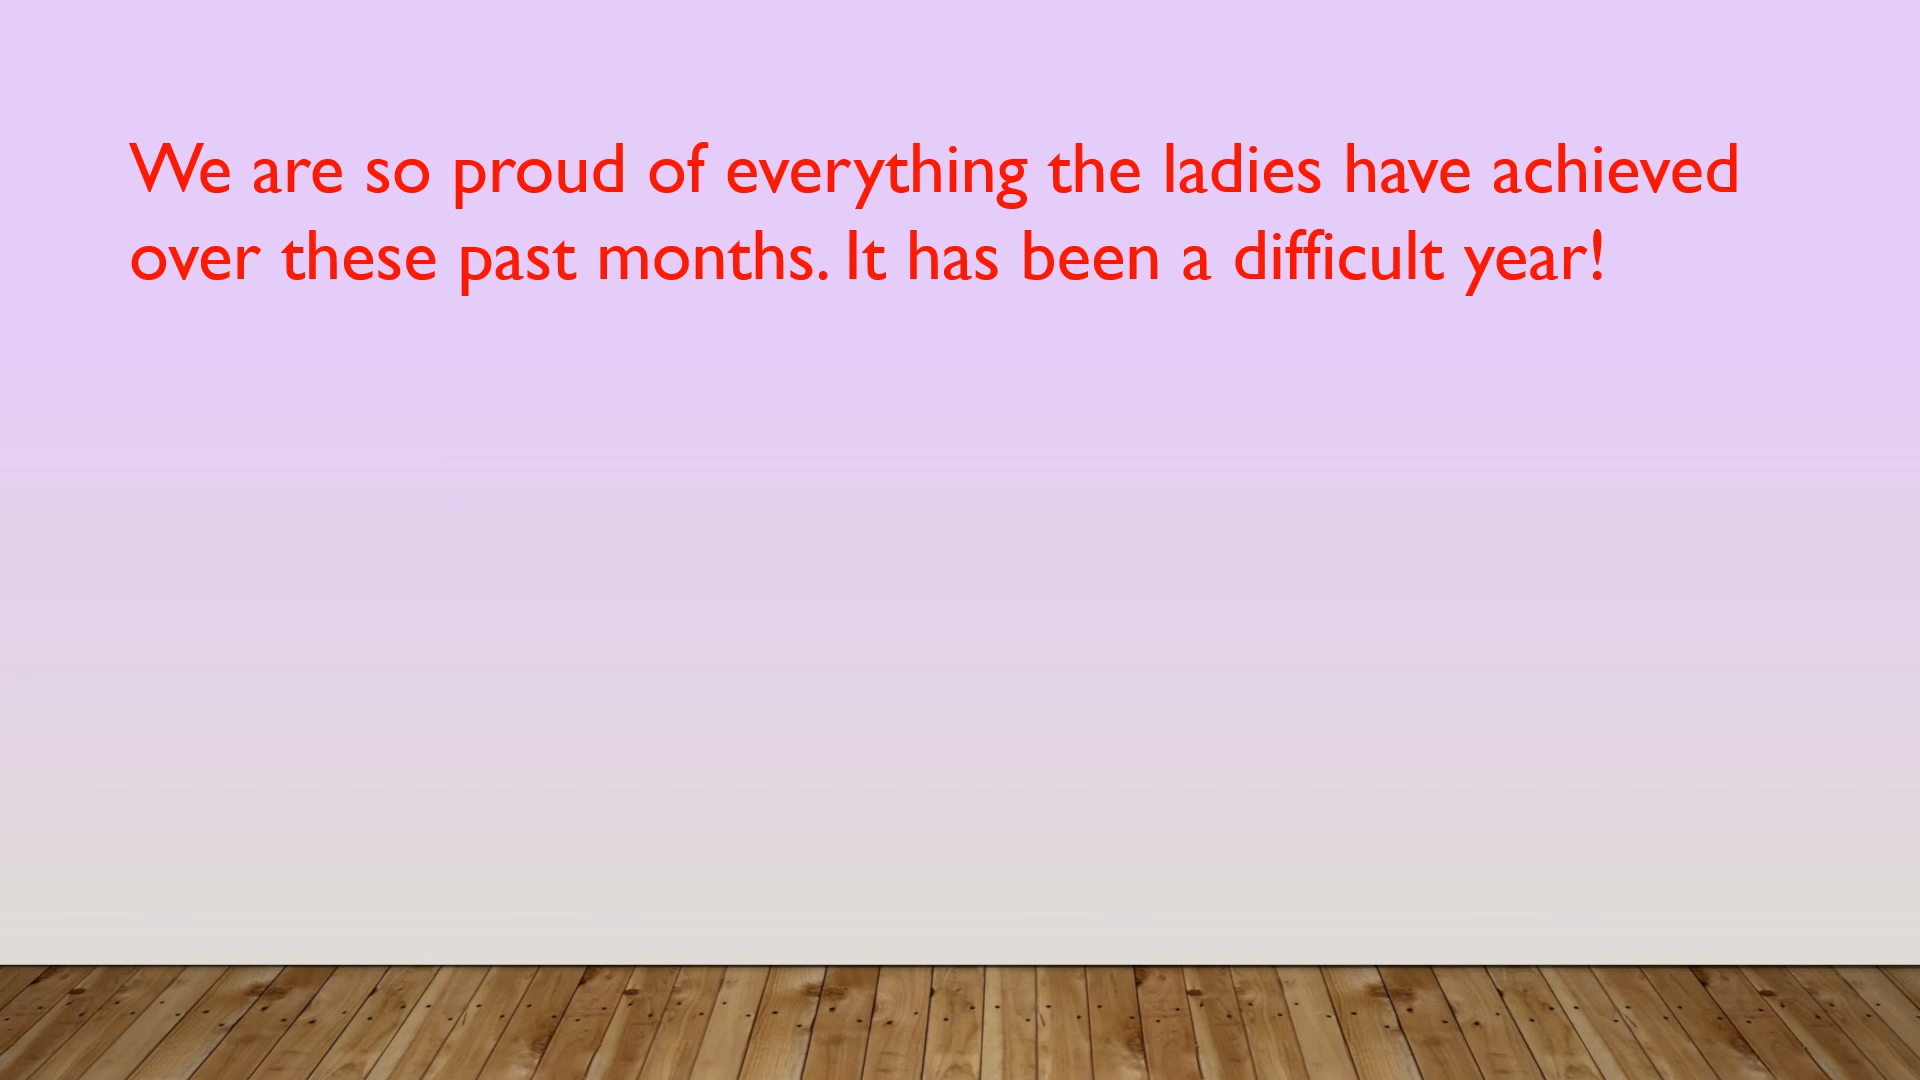 We are so proud of everything the ladies have achieved
over these past months. It has been a difficult year!